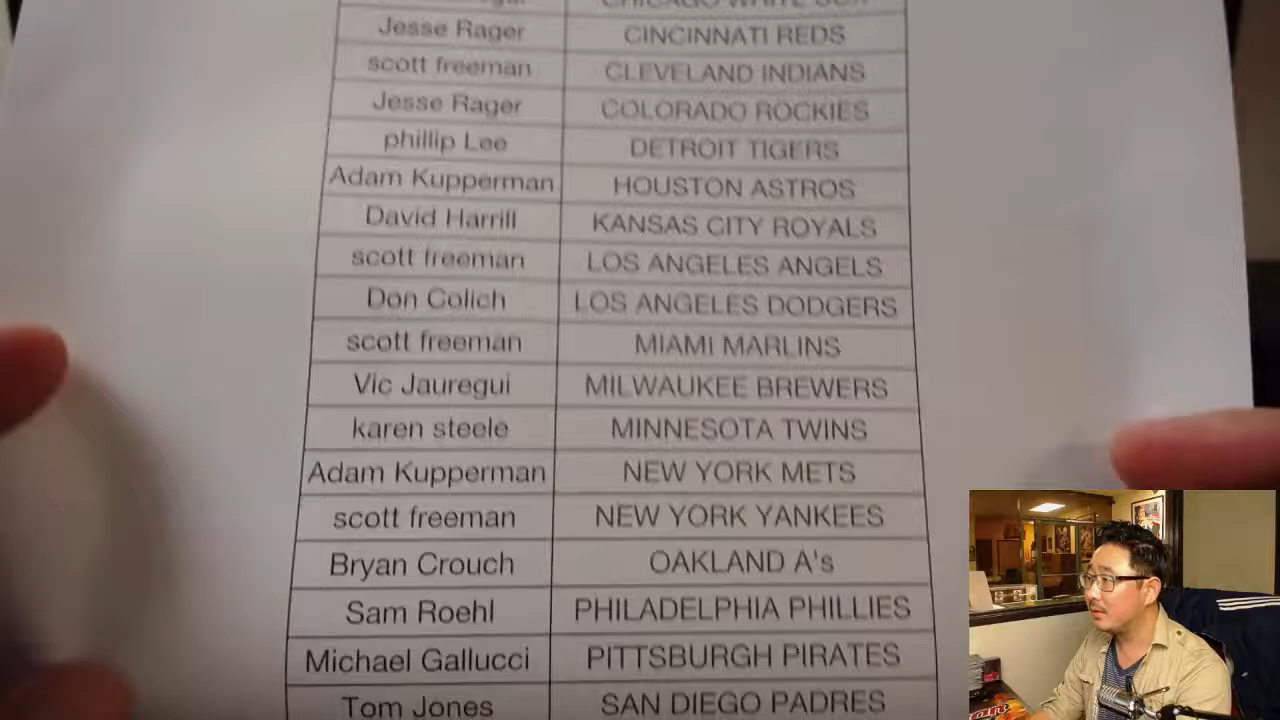 CHICAGO WHITE SOX
Jesse Rager CINCINNATI REDS
scott freeman CLEVELAND INDIANS
Jesse Rager COLORADO ROCKIES
phillip Lee DETROIT TIGERS
Adam Kupperman HOUSTON ASTROS
David Harrill KANSAS CITY ROYALS
scott freeman LOS ANGELES ANGELS
Don Colich LOS ANGELES DODGERS
scott freeman MIAMI MARLINS
Vic Jauregui MILWAUKEE BREWERS
karen steele MINNESOTA TWINS
Adam Kupperman NEW YORK METS
scott freeman NEW YORK YANKEES
Bryan Crouch OAKLAND A's
Sam Roehl PHILADELPHIA PHILLIES
Michael Gallucci PITTSBURGH PIRATES
Tom Jones SAN DIEGO PADRES